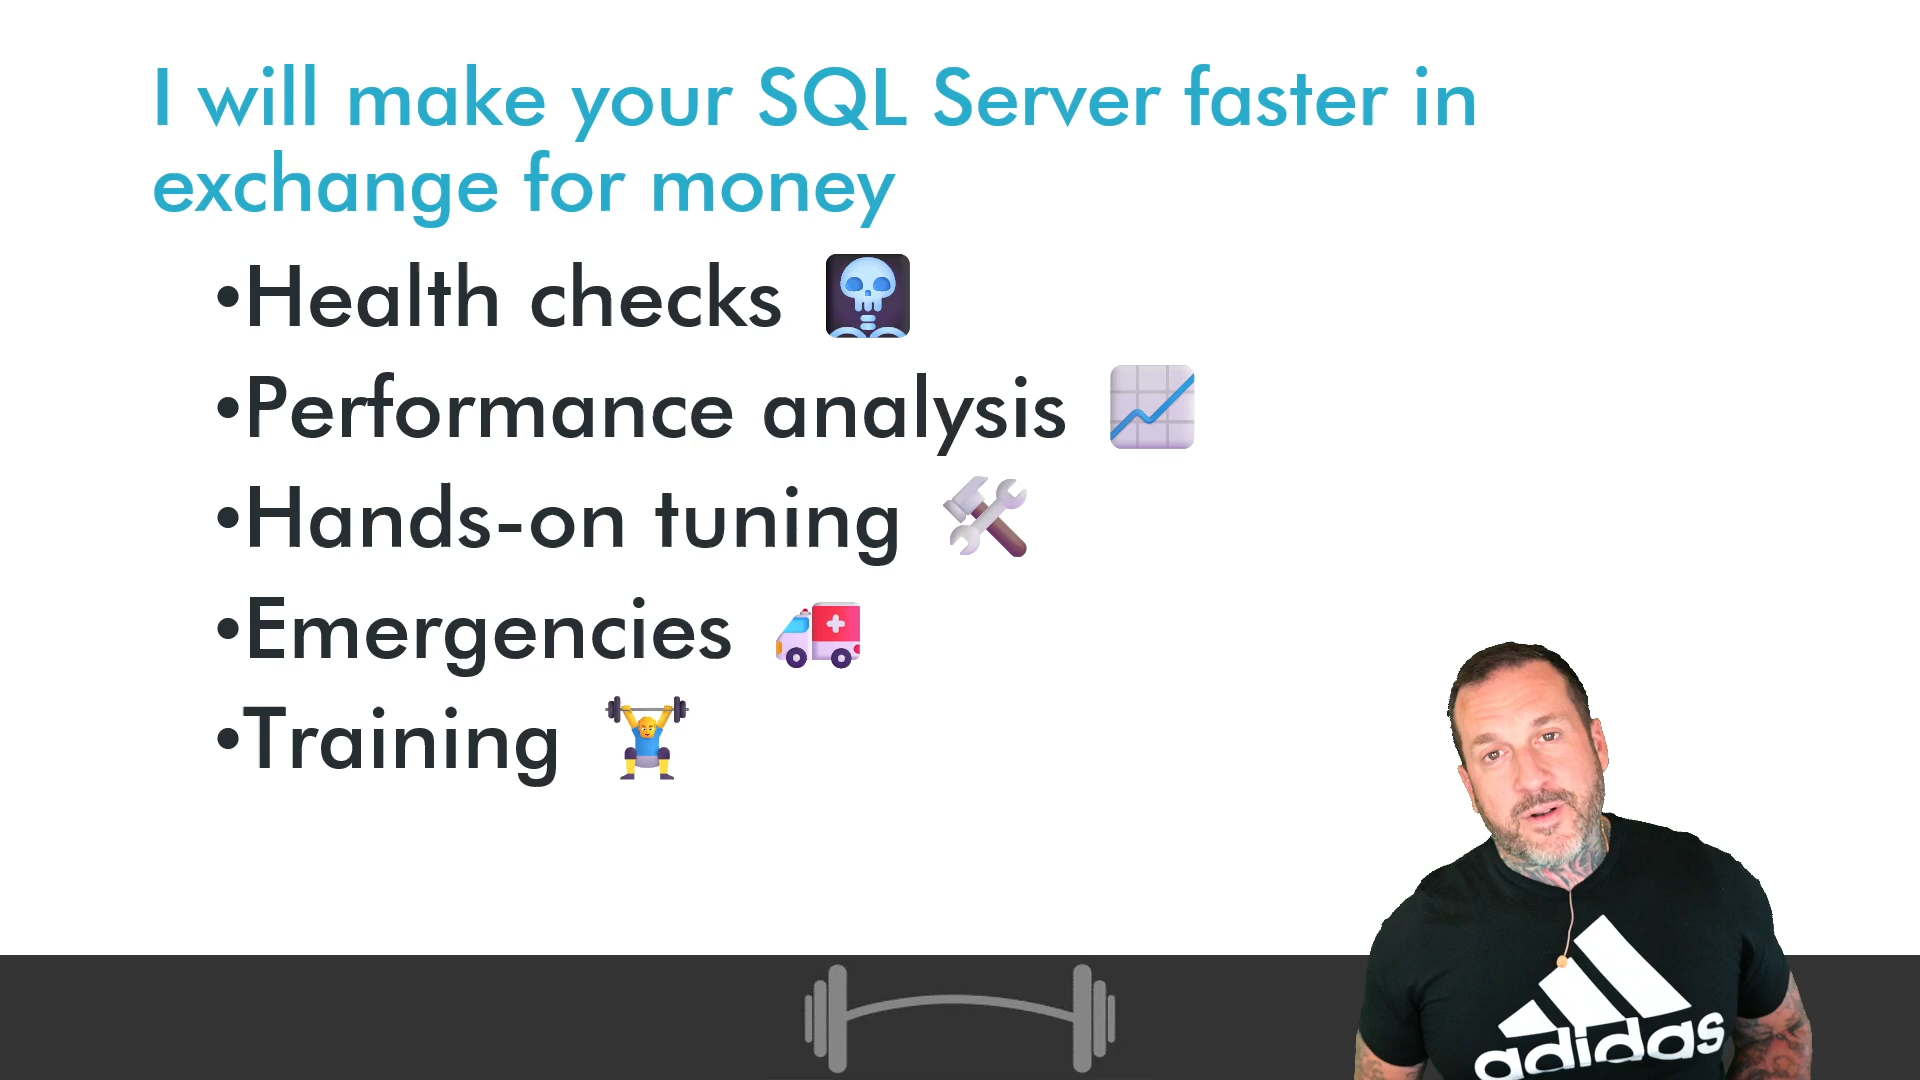 I will make your SQL Server faster in
exchange for money
•Health checks
•Performance analysis
•Hands-on tuning
•Emergencies
•Training
adidas